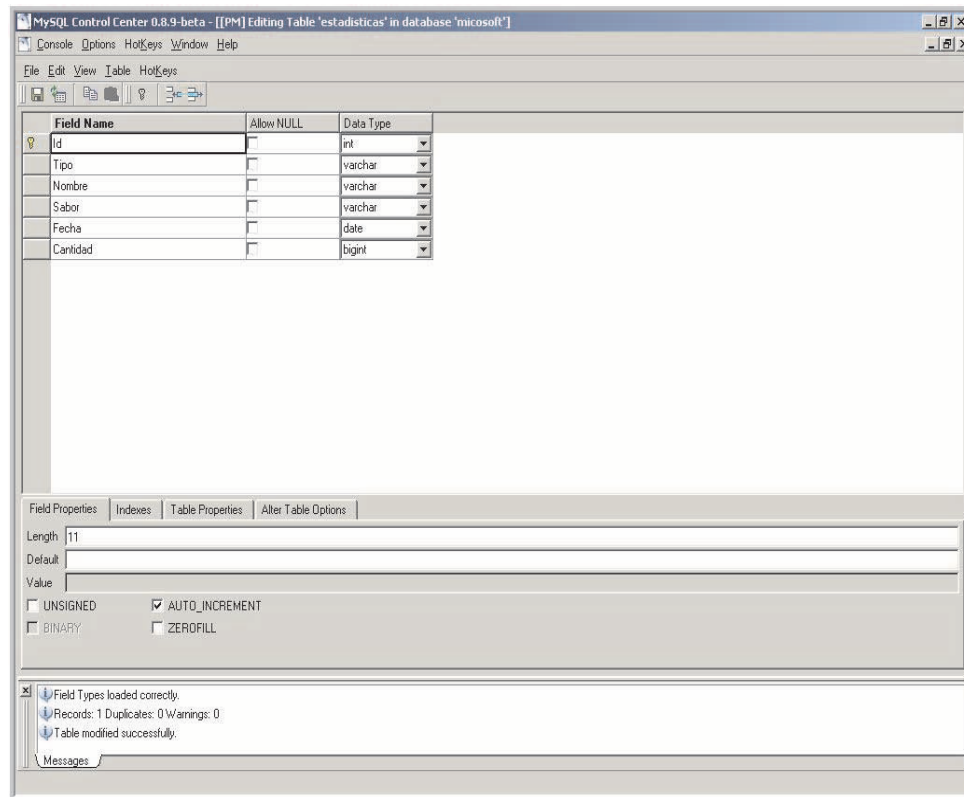 MySQL Control Center 0.8.9-beta - [[PM] Editing Table 'estadisticas' in database 'micosoft']
Console Options HotKeys Window Help
File Edit View Table HotKeys
Field Name Allow NULL Data Type
Id int
Tipo varchar
Nombre varchar
Sabor varchar
Fecha date
Cantidad bigint
Field Properties Indexes Table Properties Alter Table Options
Length 11
Default
Value
UNSIGNED AUTO_INCREMENT
BINARY ZEROFILL
Field Types loaded correctly.
Records: 1 Duplicates: 0 Warnings: 0
Table modified successfully.
Messages